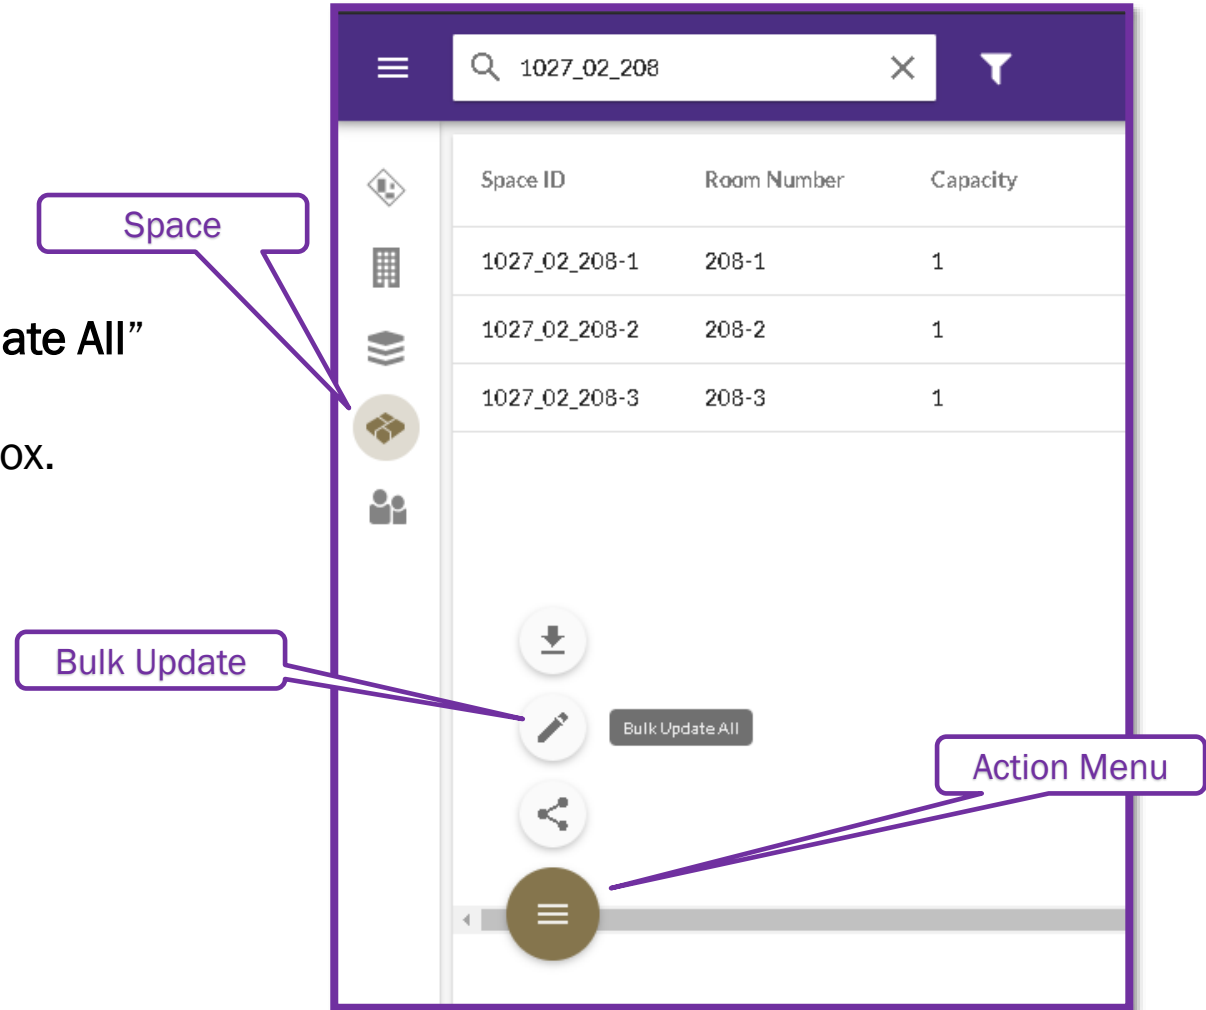 1027_02_208
Space ID Room Number Capacity
Space
1027_02_208-1 208-1 1
ate All”
1027_02_208-2 208-2 1
1027_02_208-3 208-3 1
ox.
Bulk Update
Bulk Update All
Action Menu